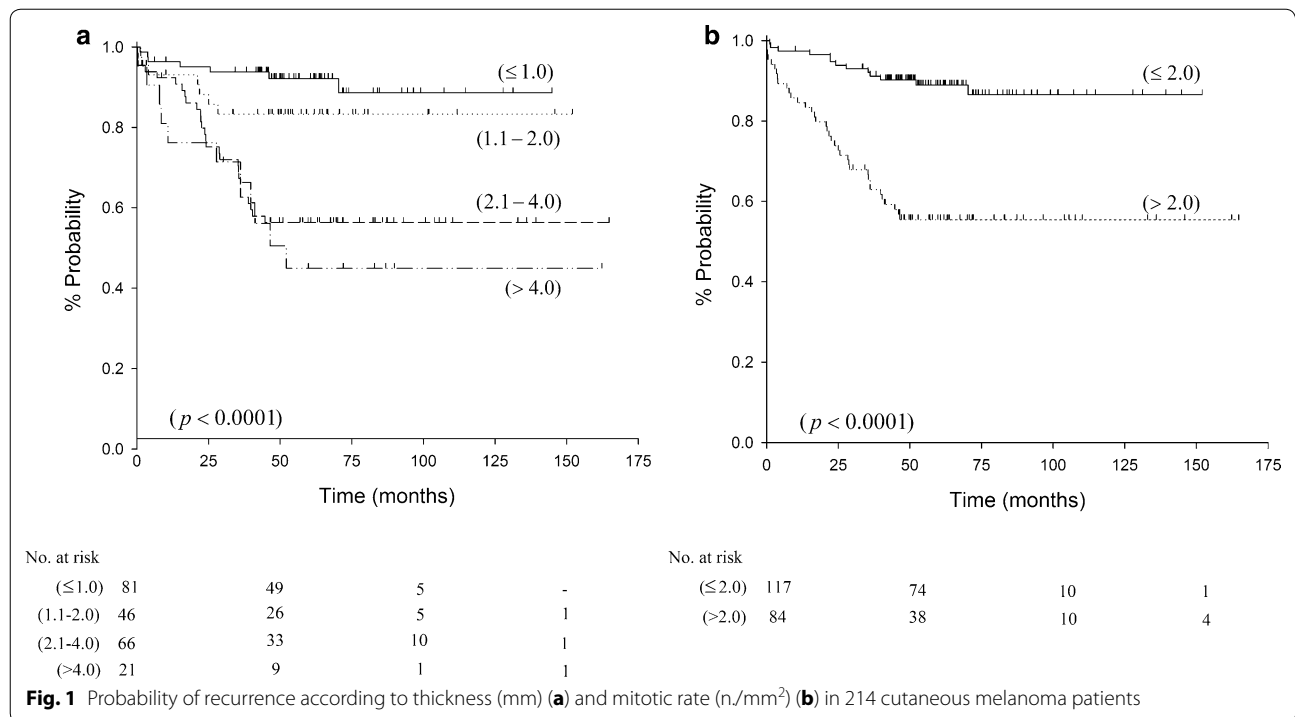 a
1.0
0.8
0.6
0.4
0.2
0.0
% Probability
(≤ 1.0)
(1.1 – 2.0)
(2.1 – 4.0)
(> 4.0)
(p < 0.0001)
0 25 50 75 100 125 150 175
Time (months)
b
1.0
0.8
0.6
0.4
0.2
0.0
% Probability
(≤ 2.0)
(> 2.0)
(p < 0.0001)
0 25 50 75 100 125 150 175
Time (months)
No. at risk
(≤1.0) 81 49 5 -
(1.1-2.0) 46 26 5 1
(2.1-4.0) 66 33 10 1
(>4.0) 21 9 1 1
No. at risk
(≤2.0) 117 74 10 1
(>2.0) 84 38 10 4
Fig. 1 Probability of recurrence according to thickness (mm) (a) and mitotic rate (n./mm²) (b) in 214 cutaneous melanoma patients